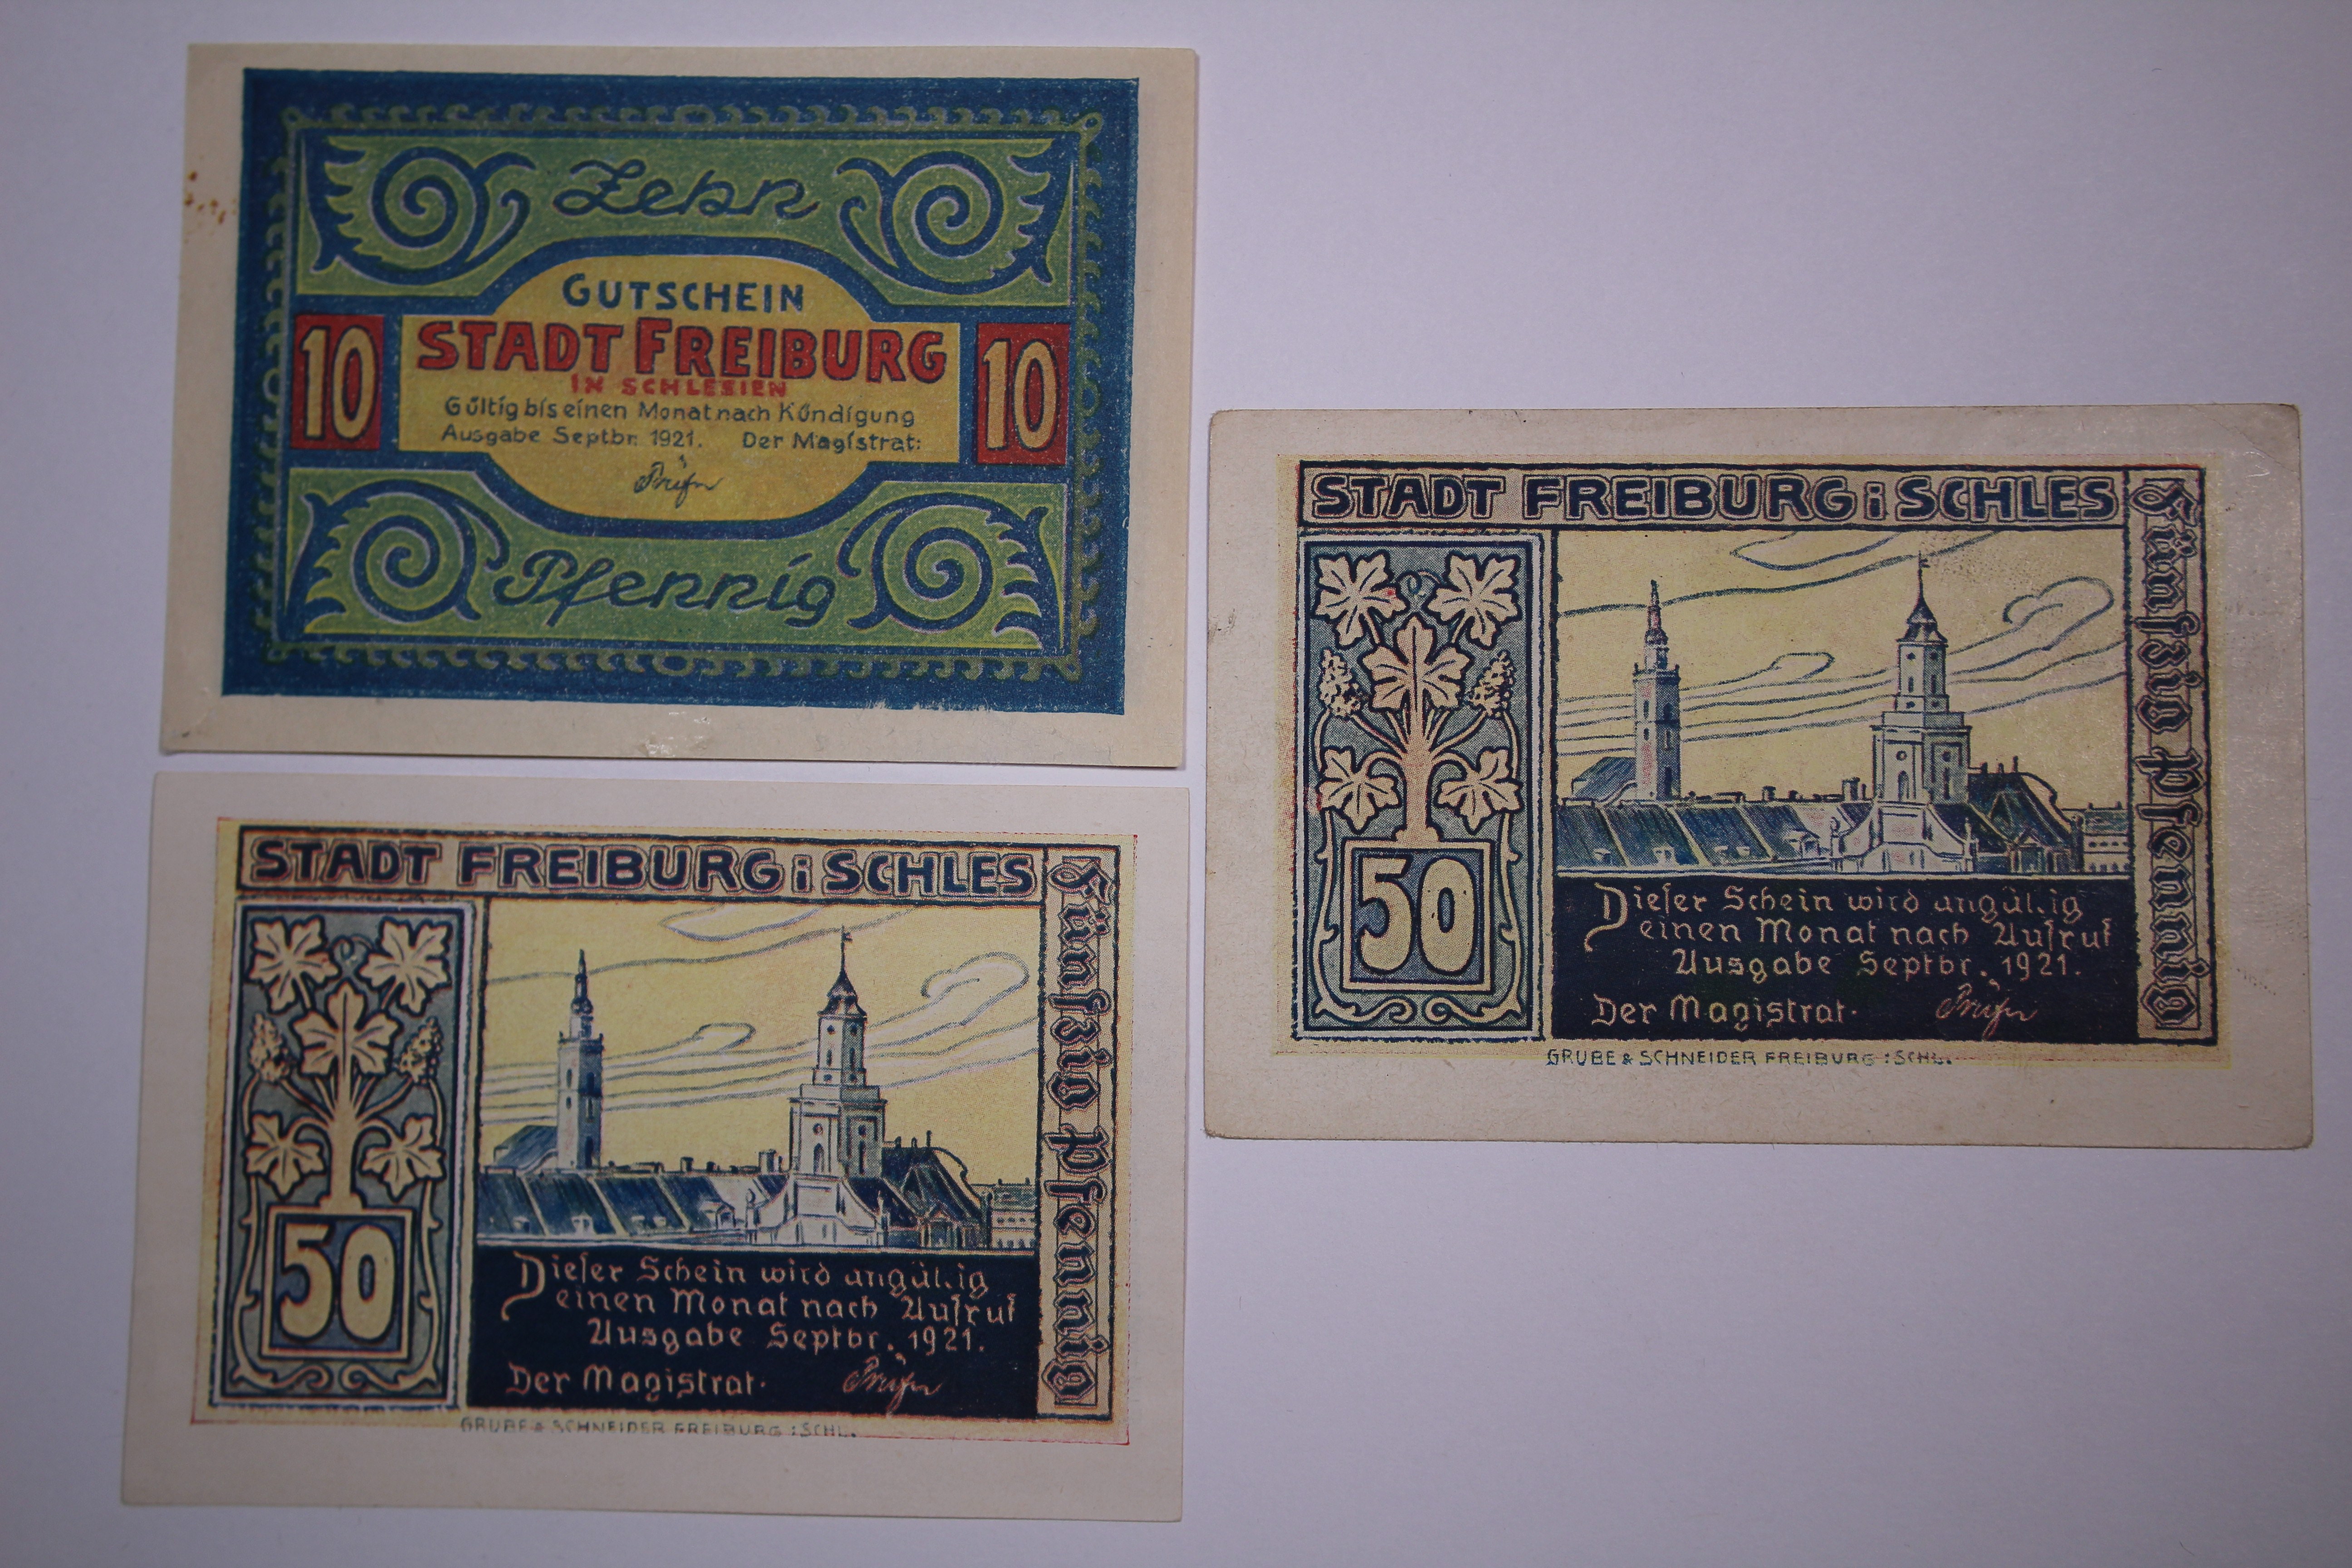 Zehn
GUTSCHEIN
10 STADT FREIBURG 10
IN SCHLESIEN
Gültig bis einen Monat nach Kündigung
Ausgabe Septbr. 1921. Der Magistrat:
Pfennig
STADT FREIBURG i SCHLES
Fünfzig Pfennig
50
Dieser Schein wird ungültig
einen Monat nach Aufruf
Ausgabe Septbr. 1921.
Der Magistrat.
GRUBE & SCHNEIDER FREIBURG i SCHL.
STADT FREIBURG i SCHLES
Fünfzig Pfennig
50
Dieser Schein wird ungültig
einen Monat nach Aufruf
Ausgabe Septbr. 1921.
Der Magistrat.
GRUBE & SCHNEIDER FREIBURG i SCHL.